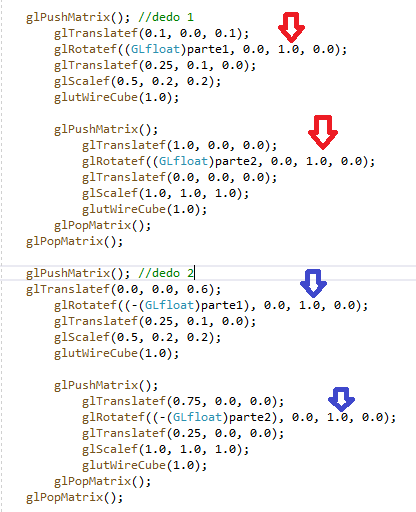 glPushMatrix(); //dedo 1
glTranslatef(0.1, 0.0, 0.1);
glRotatef((GLfloat)parte1, 0.0, 1.0, 0.0);
glTranslatef(0.25, 0.1, 0.0);
glScalef(0.5, 0.2, 0.2);
glutWireCube(1.0);
glPushMatrix();
glTranslatef(1.0, 0.0, 0.0);
glRotatef((GLfloat)parte2, 0.0, 1.0, 0.0);
glTranslatef(0.0, 0.0, 0.0);
glScalef(1.0, 1.0, 1.0);
glutWireCube(1.0);
glPopMatrix();
glPopMatrix();
glPushMatrix(); //dedo 2
glTranslatef(0.0, 0.0, 0.6);
glRotatef((-(GLfloat)parte1), 0.0, 1.0, 0.0);
glTranslatef(0.25, 0.1, 0.0);
glScalef(0.5, 0.2, 0.2);
glutWireCube(1.0);
glPushMatrix();
glTranslatef(0.75, 0.0, 0.0);
glRotatef((-(GLfloat)parte2), 0.0, 1.0, 0.0);
glTranslatef(0.25, 0.0, 0.0);
glScalef(1.0, 1.0, 1.0);
glutWireCube(1.0);
glPopMatrix();
glPopMatrix();